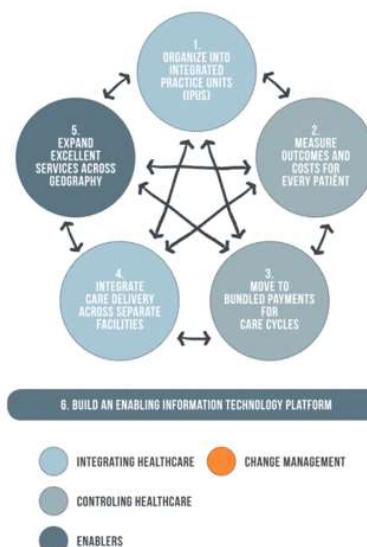 1.
ORGANIZE INTO
INTEGRATED
PRACTICE UNITS
(IPUS)
5.
EXPAND
EXCELLENT
SERVICES ACROSS
GEOGRAPHY
2.
MEASURE
OUTCOMES AND
COSTS FOR
EVERY PATIENT
4.
INTEGRATE
CARE DELIVERY
ACROSS SEPARATE
FACILITIES
3.
MOVE TO
BUNDLED PAYMENTS
FOR
CARE CYCLES
6. BUILD AN ENABLING INFORMATION TECHNOLOGY PLATFORM
INTEGRATING HEALTHCARE
CHANGE MANAGEMENT
CONTROLING HEALTHCARE
ENABLERS